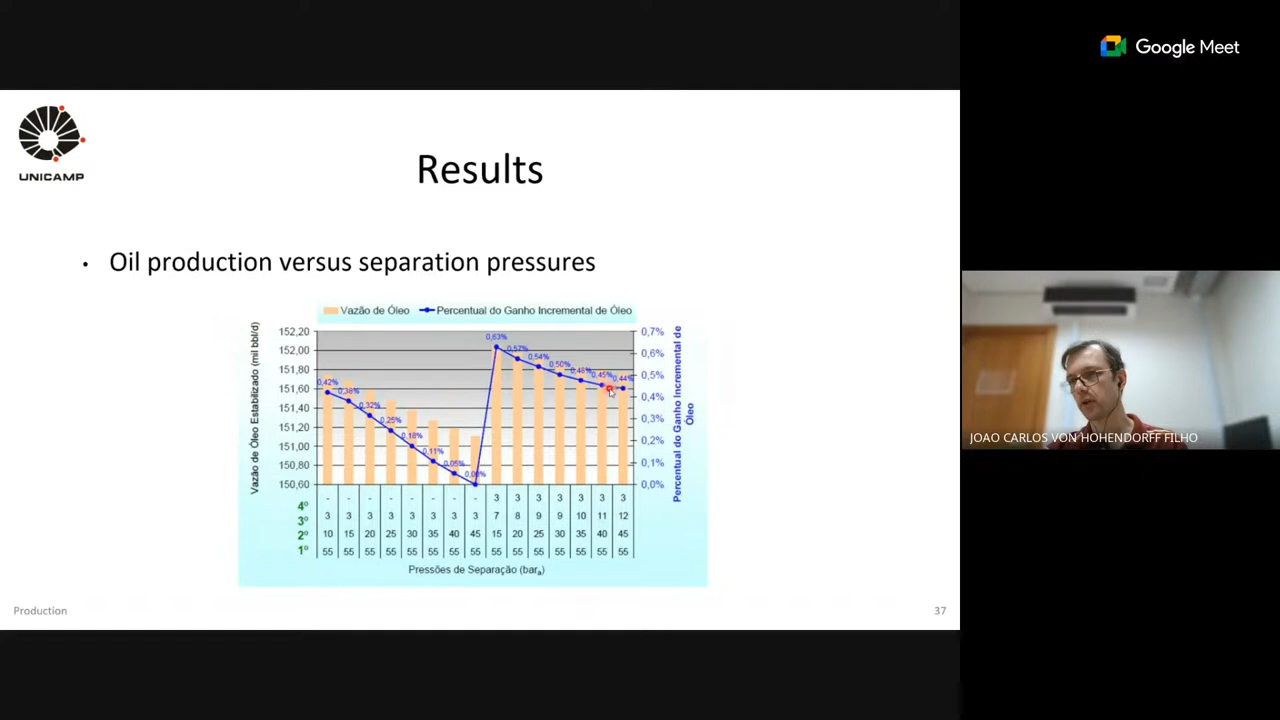 Google Meet
UNICAMP
Results
• Oil production versus separation pressures
Vazão de Óleo Percentual do Ganho Incremental de Óleo
Vazão de Óleo Estabilizado (mil bbl/d)
152,20
152,00
151,80
151,60
151,40
151,20
151,00
150,80
150,60
0,42% 0,38% 0,32% 0,25% 0,18% 0,11% 0,05% 0,00% 0,63% 0,57% 0,54% 0,50% 0,48% 0,45% 0,44%
0,7%
0,6%
0,5%
0,4%
0,3%
0,2%
0,1%
0,0%
Percentual do Ganho Incremental de
Óleo
4º - - - - - - - - 3 3 3 3 3 3 3
3º 3 3 3 3 3 3 3 3 7 8 9 9 10 11 12
2º 10 15 20 25 30 35 40 45 15 20 25 30 35 40 45
1º 55 55 55 55 55 55 55 55 55 55 55 55 55 55 55
Pressões de Separação (barₐ)
Production
37
JOAO CARLOS VON HOHENDORFF FILHO